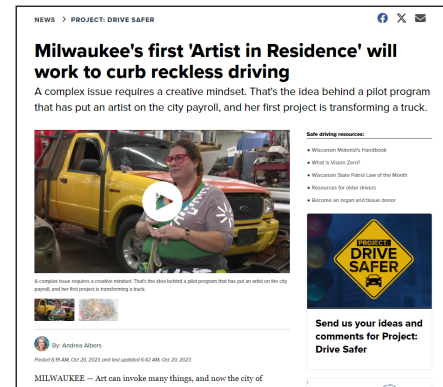 NEWS > PROJECT: DRIVE SAFER
Milwaukee's first 'Artist in Residence' will
work to curb reckless driving
A complex issue requires a creative mindset. That's the idea behind a pilot program
that has put an artist on the city payroll, and her first project is transforming a truck.
A complex issue requires a creative mindset. That's the idea behind a pilot program that has put an artist on the city
payroll, and her first project is transforming a truck.
By: Andrea Albers
Posted 6:19 AM, Oct 20, 2023 and last updated 6:42 AM, Oct 20, 2023
MILWAUKEE — Art can invoke many things, and now the city of
Safe driving resources:
• Wisconsin Motorist's Handbook
• What is Vision Zero?
• Wisconsin State Patrol Law of the Month
• Resources for older drivers
• Become an organ and tissue donor
PROJECT:
DRIVE
SAFER
Send us your ideas and
comments for Project:
Drive Safer